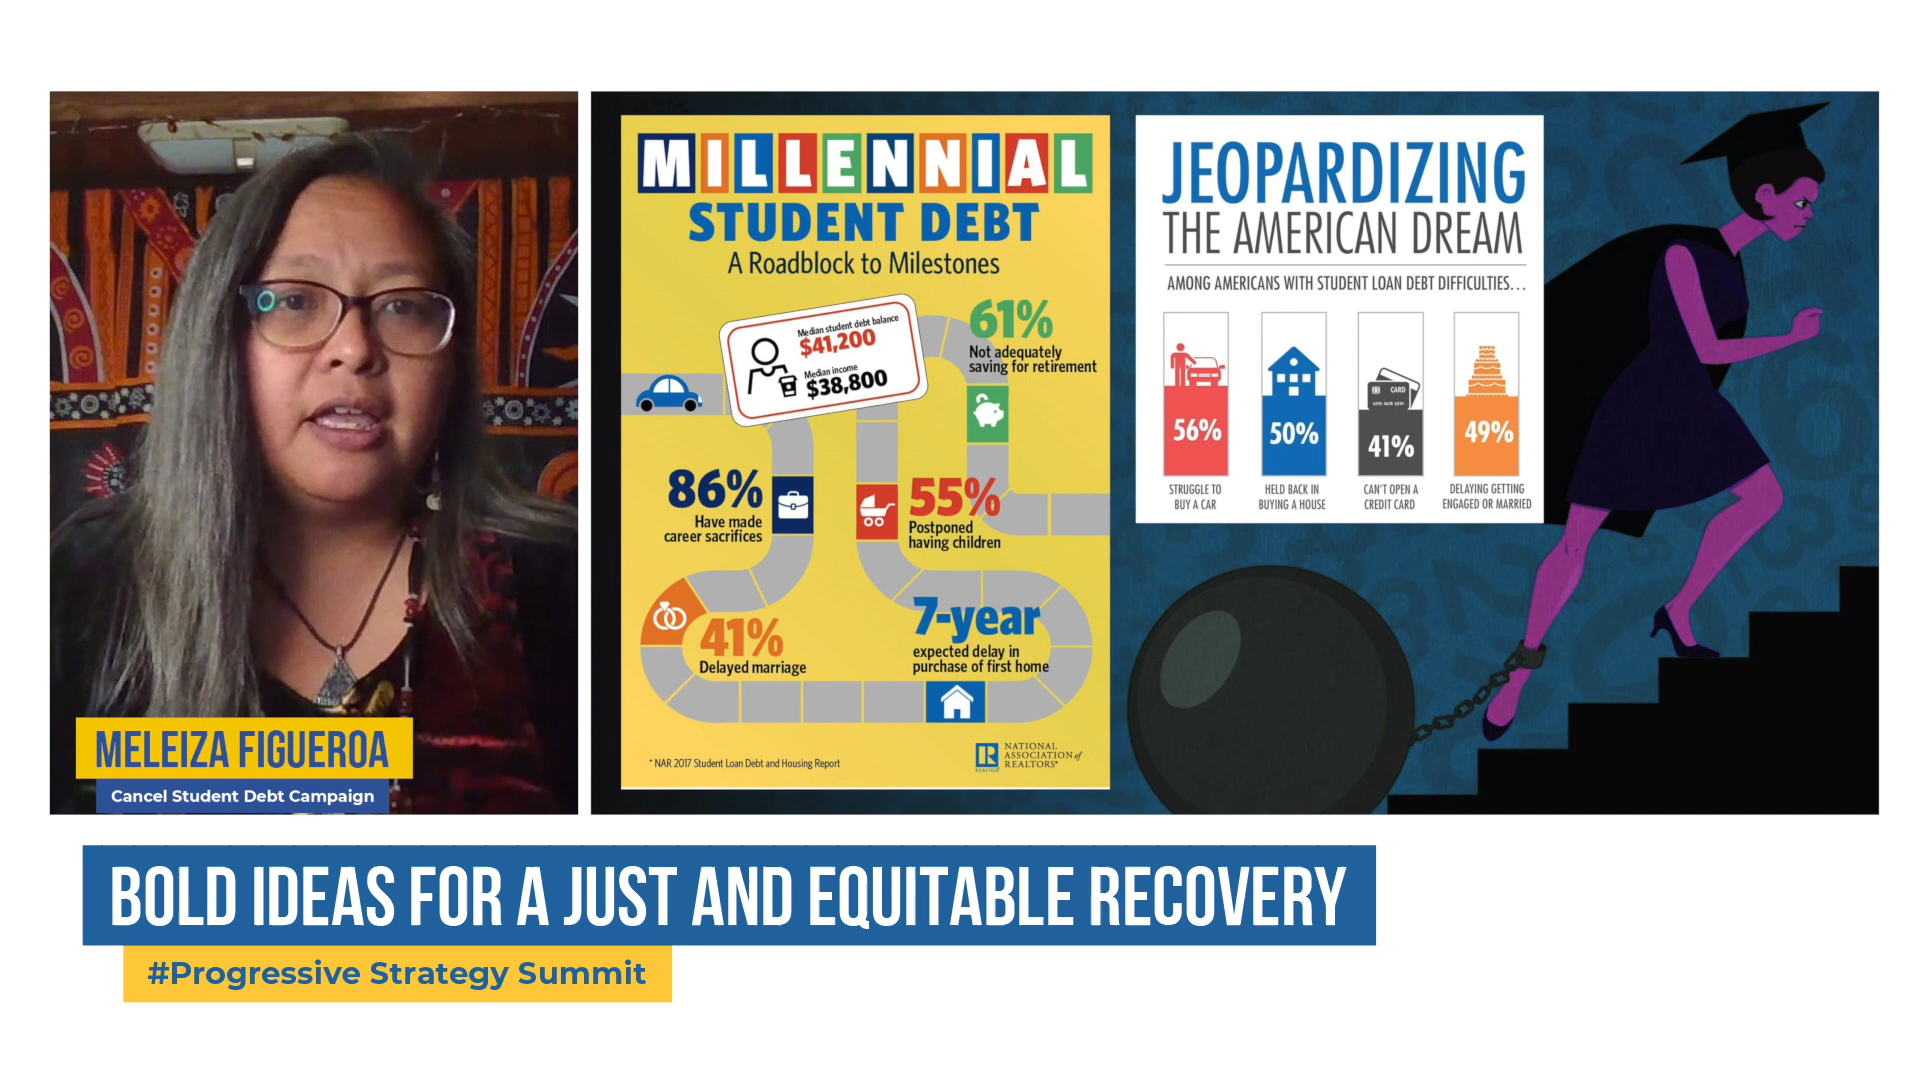 MELEIZA FIGUEROA
Cancel Student Debt Campaign
MILLENNIAL
STUDENT DEBT
A Roadblock to Milestones
Median student debt balance
$41,200
Median income
$38,800
61%
Not adequately
saving for retirement
86%
Have made
career sacrifices
55%
Postponed
having children
41%
Delayed marriage
7-year
expected delay in
purchase of first home
* NAR 2017 Student Loan Debt and Housing Report
REALTOR®
NATIONAL
ASSOCIATION of
REALTORS®
JEOPARDIZING
THE AMERICAN DREAM
AMONG AMERICANS WITH STUDENT LOAN DEBT DIFFICULTIES...
56%
STRUGGLE TO
BUY A CAR
50%
HELD BACK IN
BUYING A HOUSE
CARD
41%
CAN'T OPEN A
CREDIT CARD
49%
DELAYING GETTING
ENGAGED OR MARRIED
BOLD IDEAS FOR A JUST AND EQUITABLE RECOVERY
#Progressive Strategy Summit